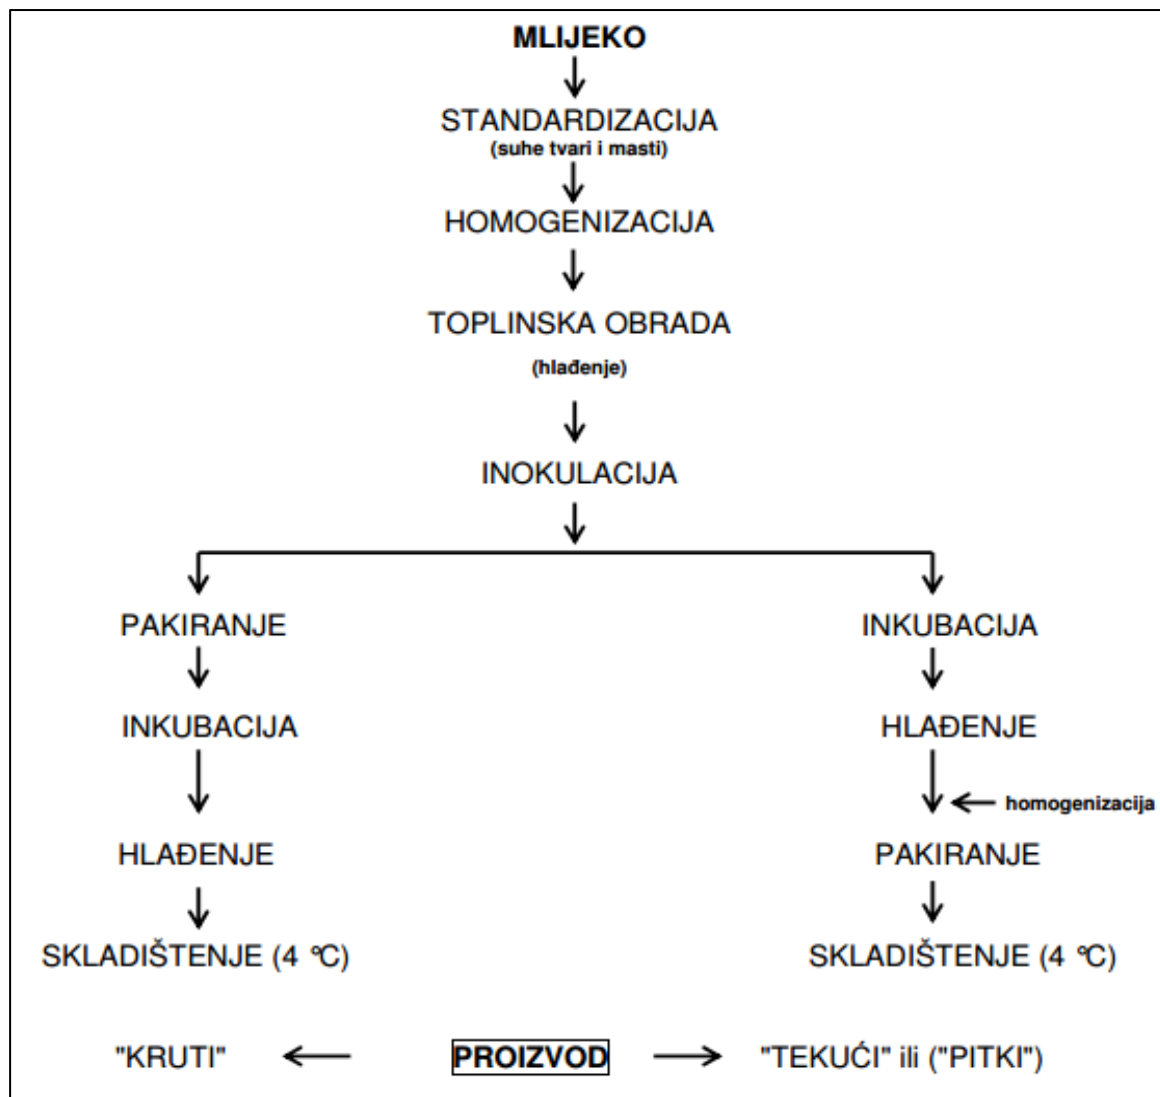 MLIJEKO
STANDARDIZACIJA
(suhe tvari i masti)
HOMOGENIZACIJA
TOPLINSKA OBRADA
(hlađenje)
INOKULACIJA
PAKIRANJE
INKUBACIJA
HLAĐENJE
SKLADIŠTENJE (4 °C)
INKUBACIJA
HLAĐENJE
homogenizacija
PAKIRANJE
SKLADIŠTENJE (4 °C)
"KRUTI"
PROIZVOD
"TEKUĆI" ili ("PITKI")